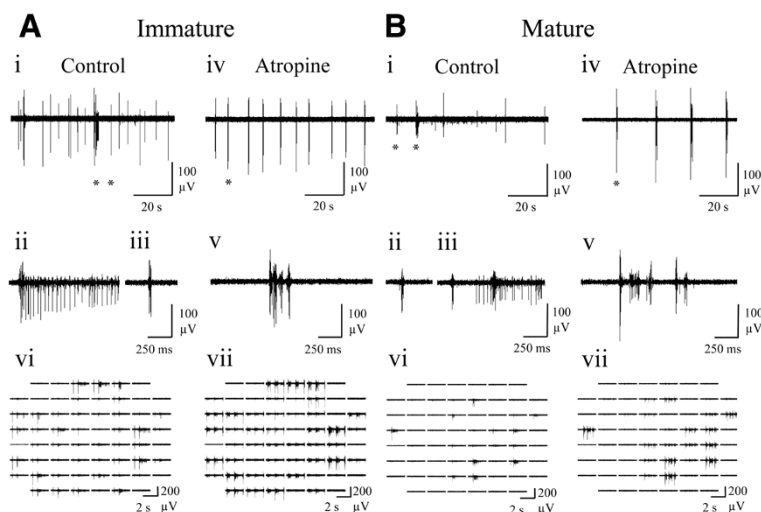 A Immature B Mature
i Control iv Atropine i Control iv Atropine
* * * * * *
100 µV 100 µV 100 µV 100 µV
20 s 20 s 20 s 20 s
ii iii v ii iii v
100 µV 100 µV 100 µV 100 µV
250 ms 250 ms 250 ms 250 ms
vi vii vi vii
200 200 200 200
2 s µV 2 s µV 2 s µV 2 s µV